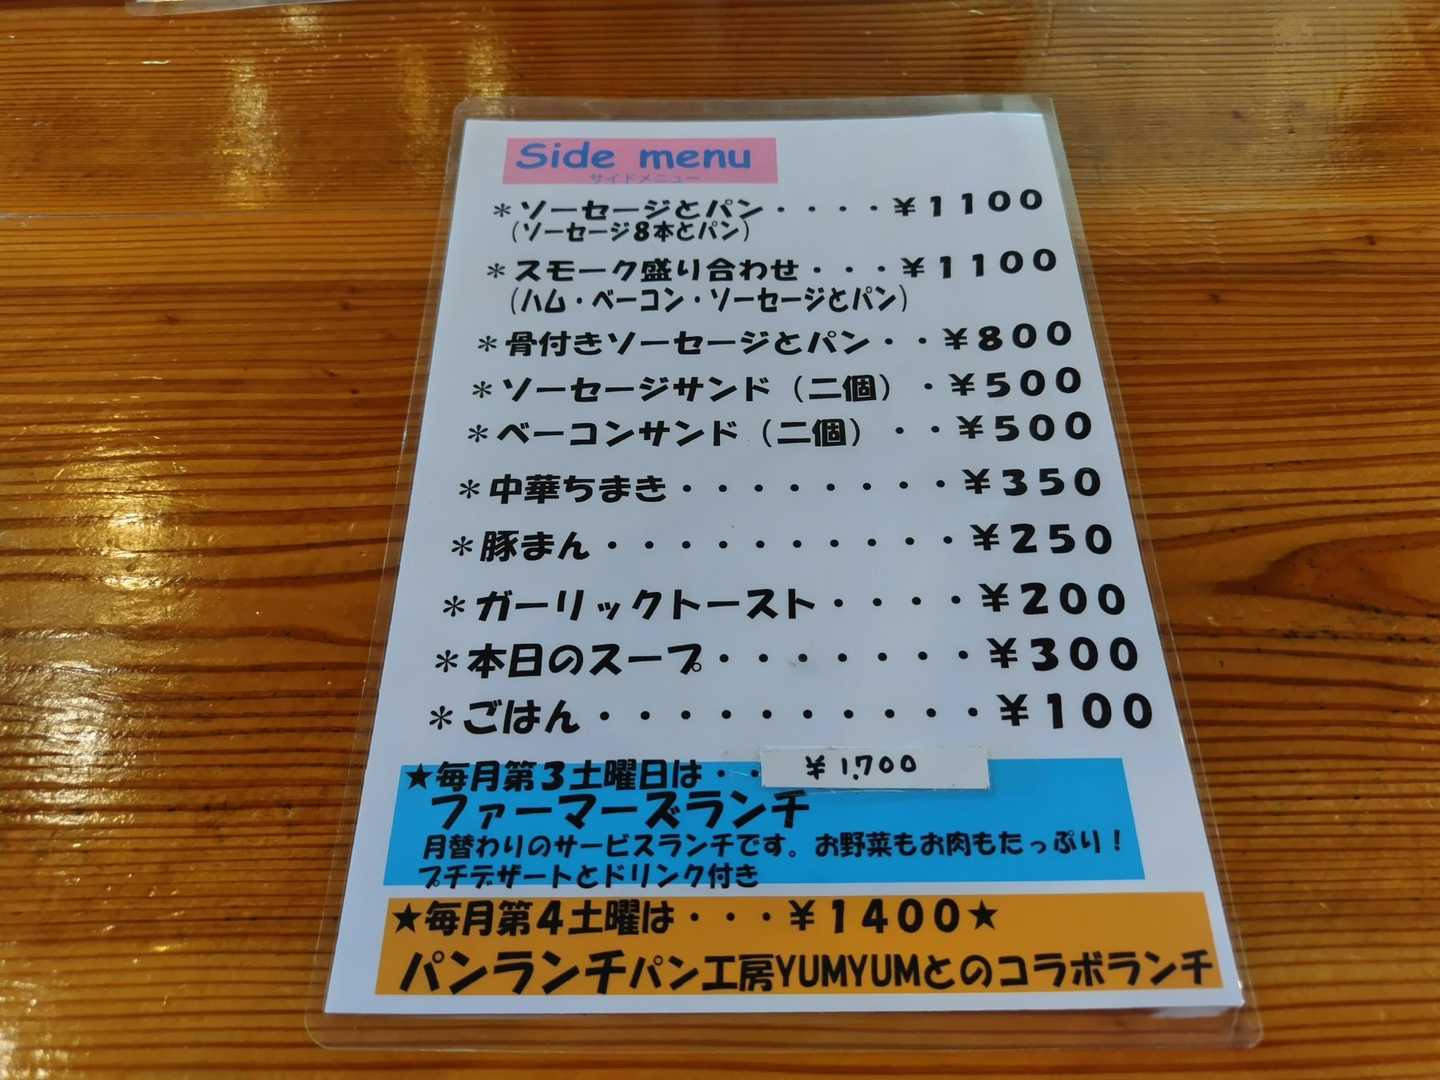 Side menu
サイドメニュー
＊ソーセージとパン・・・・¥1100
（ソーセージ8本とパン）
＊スモーク盛り合わせ・・・¥1100
（ハム・ベーコン・ソーセージとパン）
＊骨付きソーセージとパン・・¥800
＊ソーセージサンド（二個）・¥500
＊ベーコンサンド（二個）・・¥500
＊中華ちまき・・・・・・・・¥350
＊豚まん・・・・・・・・・・¥250
＊ガーリックトースト・・・・¥200
＊本日のスープ・・・・・・・¥300
＊ごはん・・・・・・・・・・¥100
★毎月第3土曜日は・・¥1,700
ファーマーズランチ
月替わりのサービスランチです。お野菜もお肉もたっぷり！
プチデザートとドリンク付き
★毎月第4土曜は・・・¥1400★
パンランチパン工房YUMYUMとのコラボランチ